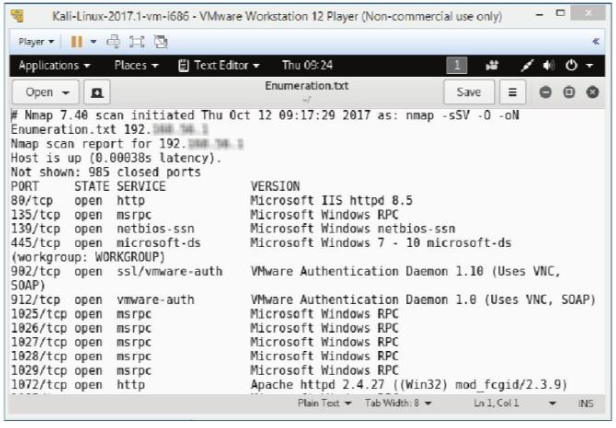 Kali-Linux-2017.1-vm-i686 - VMware Workstation 12 Player (Non-commercial use only)
Player
Applications Places Text Editor Thu 09:24 1
Open Enumeration.txt Save
~/
# Nmap 7.40 scan initiated Thu Oct 12 09:17:29 2017 as: nmap -sSV -O -oN
Enumeration.txt 192.
Nmap scan report for 192.
Host is up (0.00038s latency).
Not shown: 985 closed ports
PORT STATE SERVICE VERSION
80/tcp open http Microsoft IIS httpd 8.5
135/tcp open msrpc Microsoft Windows RPC
139/tcp open netbios-ssn Microsoft Windows netbios-ssn
445/tcp open microsoft-ds Microsoft Windows 7 - 10 microsoft-ds
(workgroup: WORKGROUP)
902/tcp open ssl/vmware-auth VMware Authentication Daemon 1.10 (Uses VNC,
SOAP)
912/tcp open vmware-auth VMware Authentication Daemon 1.0 (Uses VNC, SOAP)
1025/tcp open msrpc Microsoft Windows RPC
1026/tcp open msrpc Microsoft Windows RPC
1027/tcp open msrpc Microsoft Windows RPC
1028/tcp open msrpc Microsoft Windows RPC
1029/tcp open msrpc Microsoft Windows RPC
1072/tcp open http Apache httpd 2.4.27 ((Win32) mod_fcgid/2.3.9)
Plain Text Tab Width: 8 Ln 1, Col 1 INS